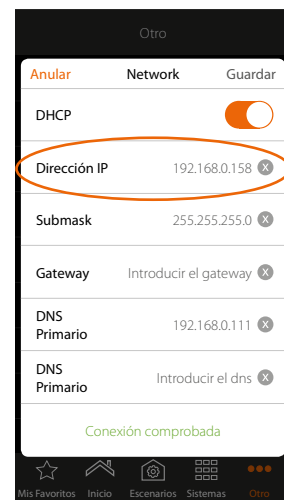 Otro
Anular Network Guardar
DHCP
Dirección IP 192.168.0.158 X
Submask 255.255.255.0 X
Gateway Introducir el gateway X
DNS
Primario 192.168.0.111 X
DNS
Primario Introducir el dns X
Conexión comprobada
Mis Favoritos Inicio Escenarios Sistemas Otro